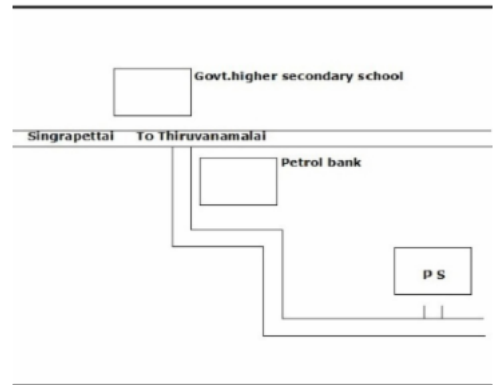 Govt.higher secondary school
Singrapettai To Thiruvanamalai
Petrol bank
P S